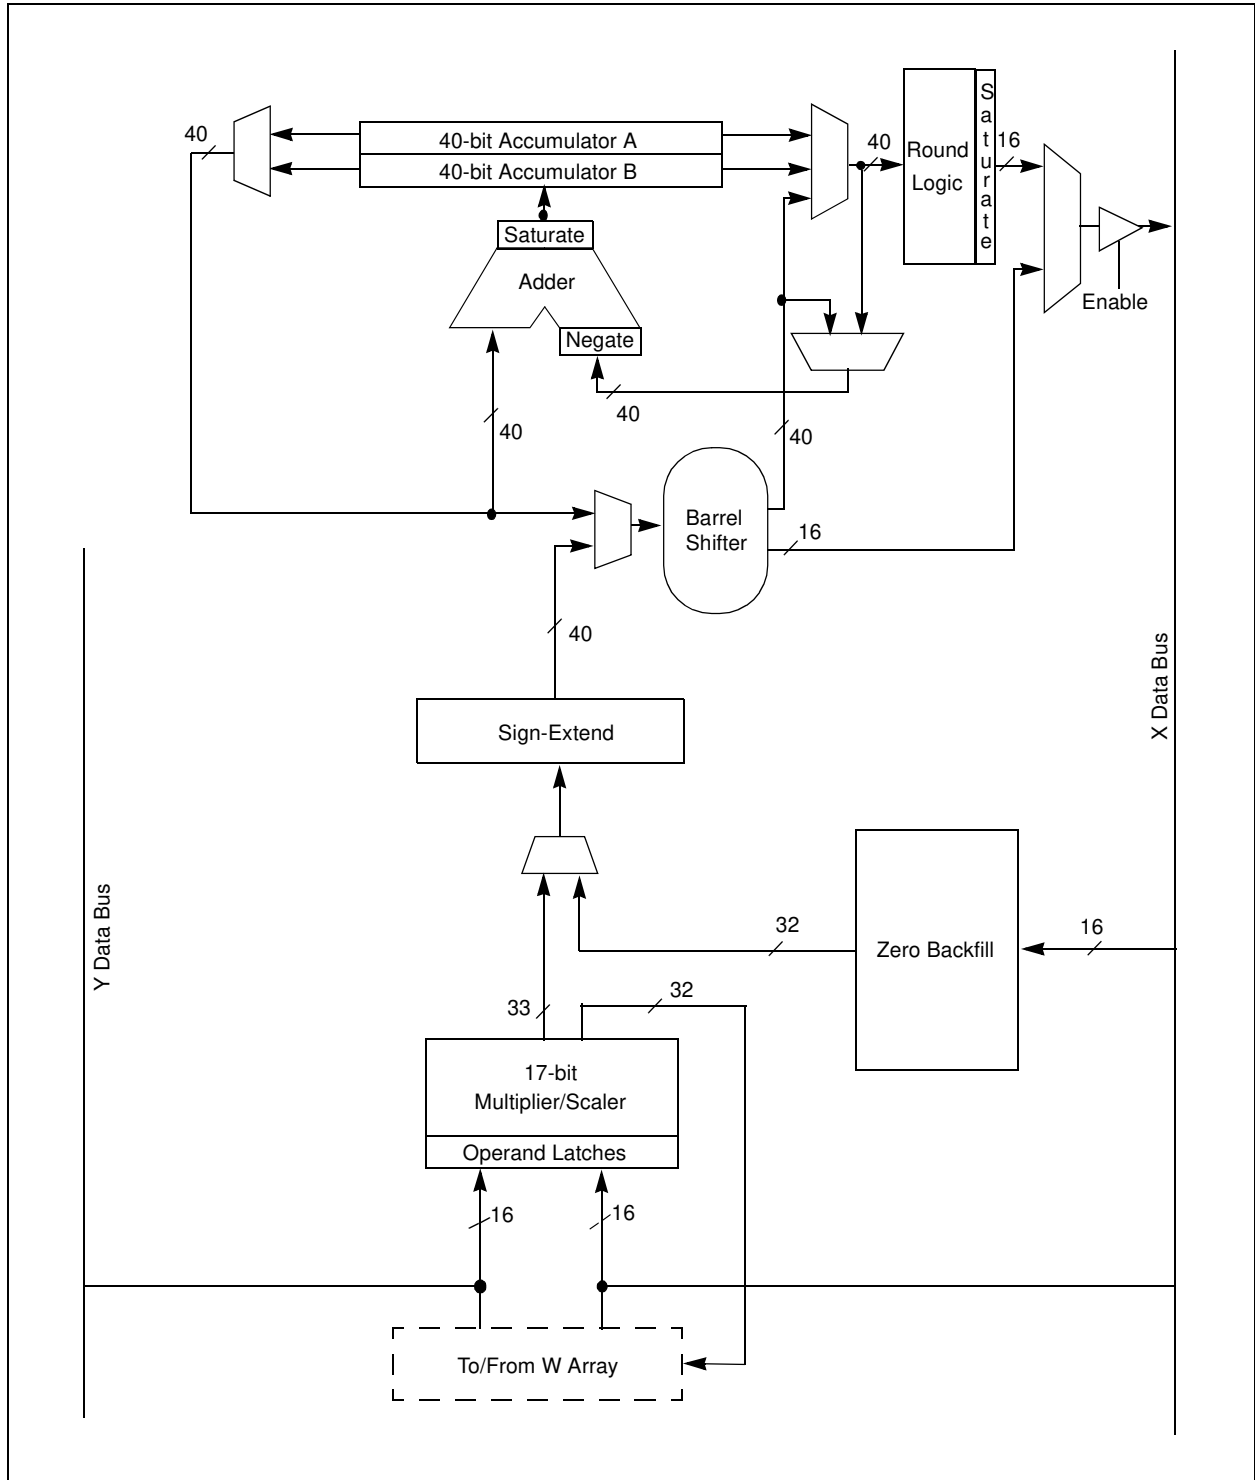 40
40-bit Accumulator A
40-bit Accumulator B
40
Round
Logic
Saturate
16
Saturate
Adder
Negate
Enable
40
40
40
Barrel
Shifter
16
40
X Data Bus
Sign-Extend
Y Data Bus
32
Zero Backfill
16
33
32
17-bit
Multiplier/Scaler
Operand Latches
16
16
To/From W Array